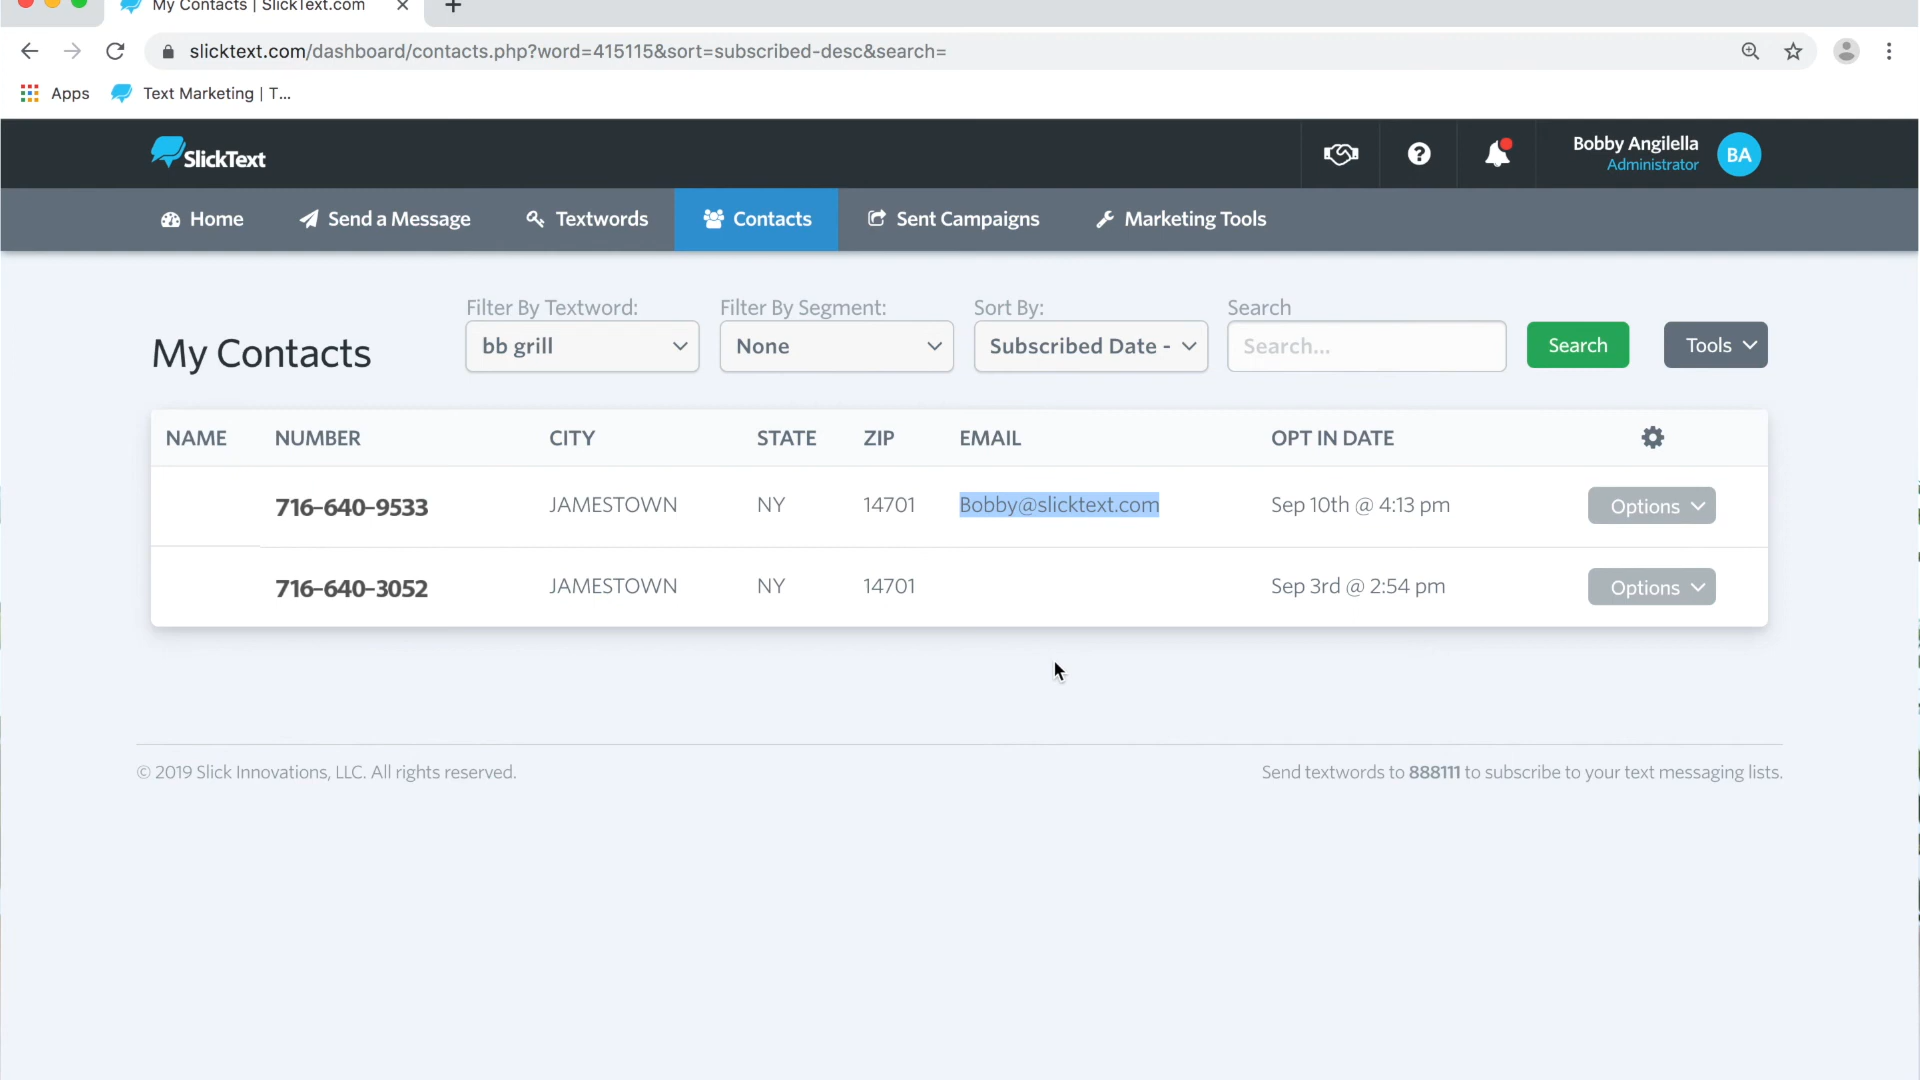 My Contacts | SlickText.com
slicktext.com/dashboard/contacts.php?word=415115&sort=subscribed-desc&search=
Apps Text Marketing | T...
SlickText
Bobby Angilella
Administrator
BA
Home Send a Message Textwords Contacts Sent Campaigns Marketing Tools
Filter By Textword: Filter By Segment: Sort By: Search
My Contacts bb grill None Subscribed Date - Search... Search Tools
NAME NUMBER CITY STATE ZIP EMAIL OPT IN DATE
716-640-9533 JAMESTOWN NY 14701 Bobby@slicktext.com Sep 10th @ 4:13 pm Options
716-640-3052 JAMESTOWN NY 14701 Sep 3rd @ 2:54 pm Options
© 2019 Slick Innovations, LLC. All rights reserved. Send textwords to 888111 to subscribe to your text messaging lists.